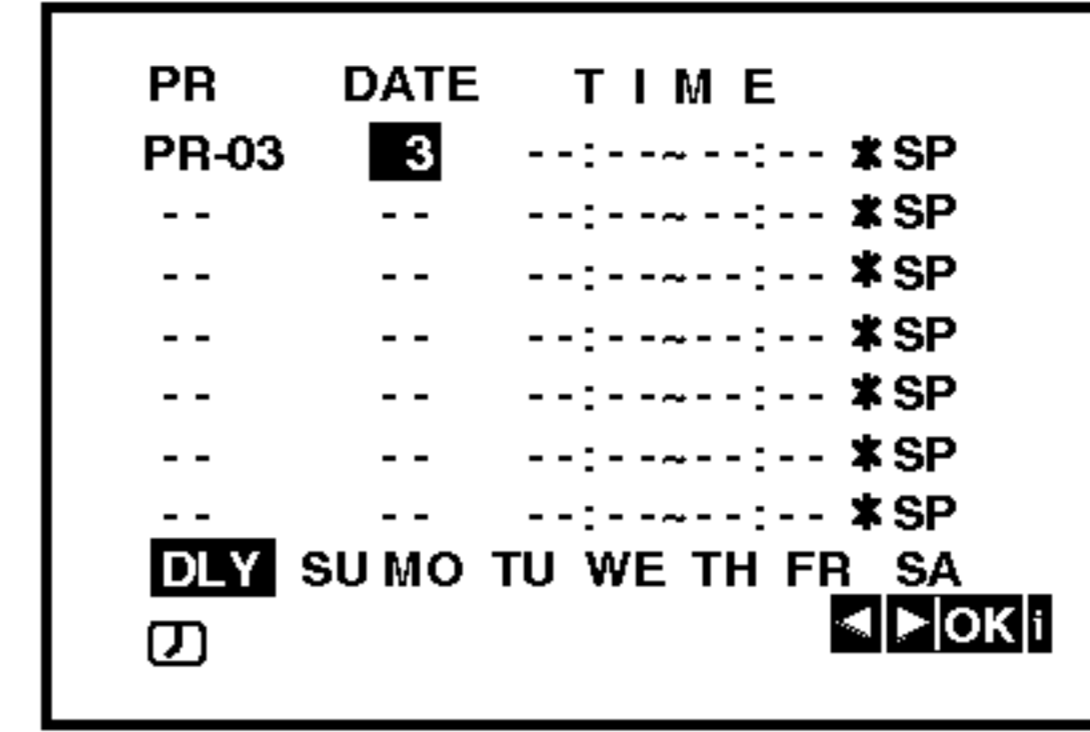 PR DATE T I M E
PR-03 3 --:--~--:-- *SP
-- -- --:--~--:-- *SP
-- -- --:--~--:-- *SP
-- -- --:--~--:-- *SP
-- -- --:--~--:-- *SP
-- -- --:--~--:-- *SP
-- -- --:--~--:-- *SP
DLY SU MO TU WE TH FR SA
◀ ▶ OK i